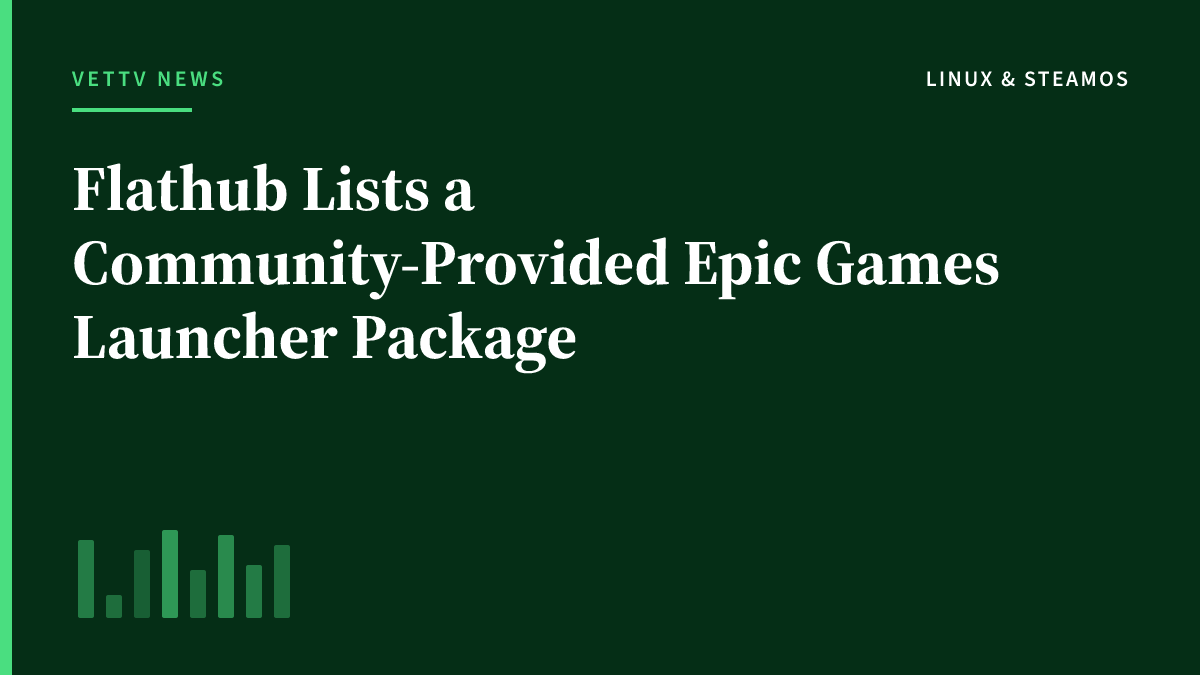 VETTV NEWS
LINUX & STEAMOS
Flathub Lists a
Community-Provided Epic Games
Launcher Package